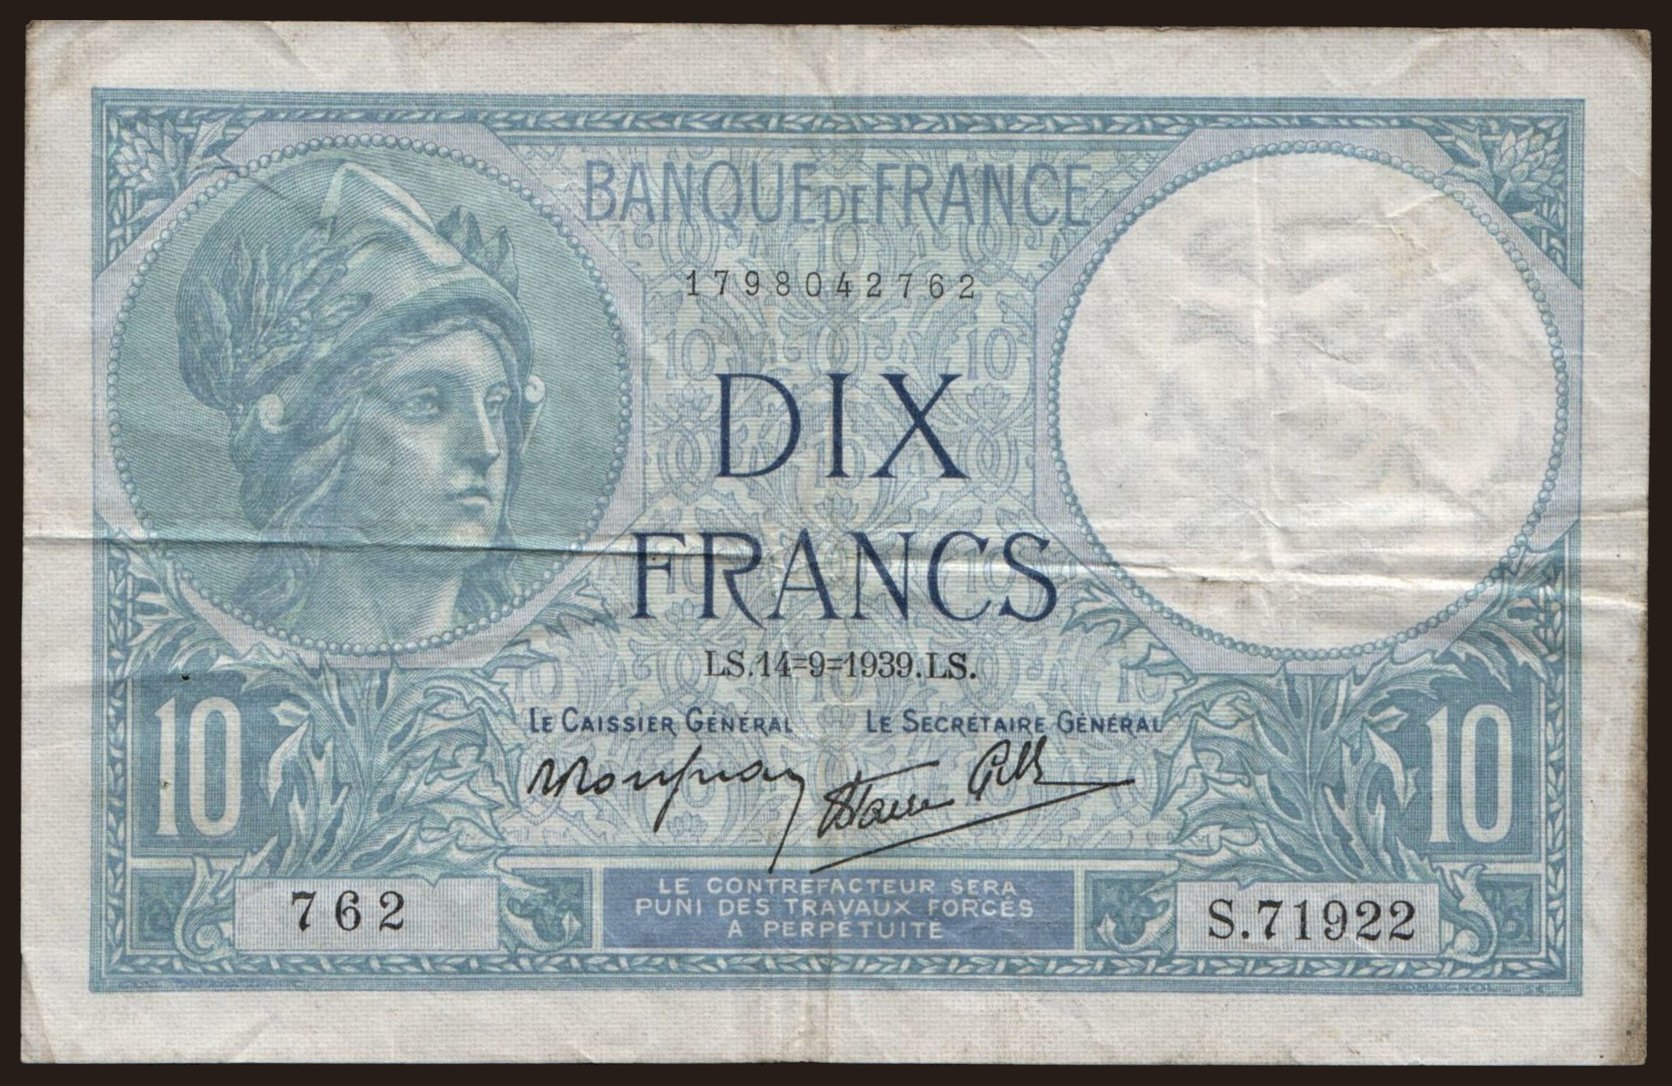 BANQUE DE FRANCE
1798042762
DIX
FRANCS
LS.14=9=1939.LS.
LE CAISSIER GÉNÉRAL
LE SECRÉTAIRE GÉNÉRAL
10
10
762
LE CONTREFACTEUR SERA
PUNI DES TRAVAUX FORCÉS
À PERPÉTUITÉ
S.71922